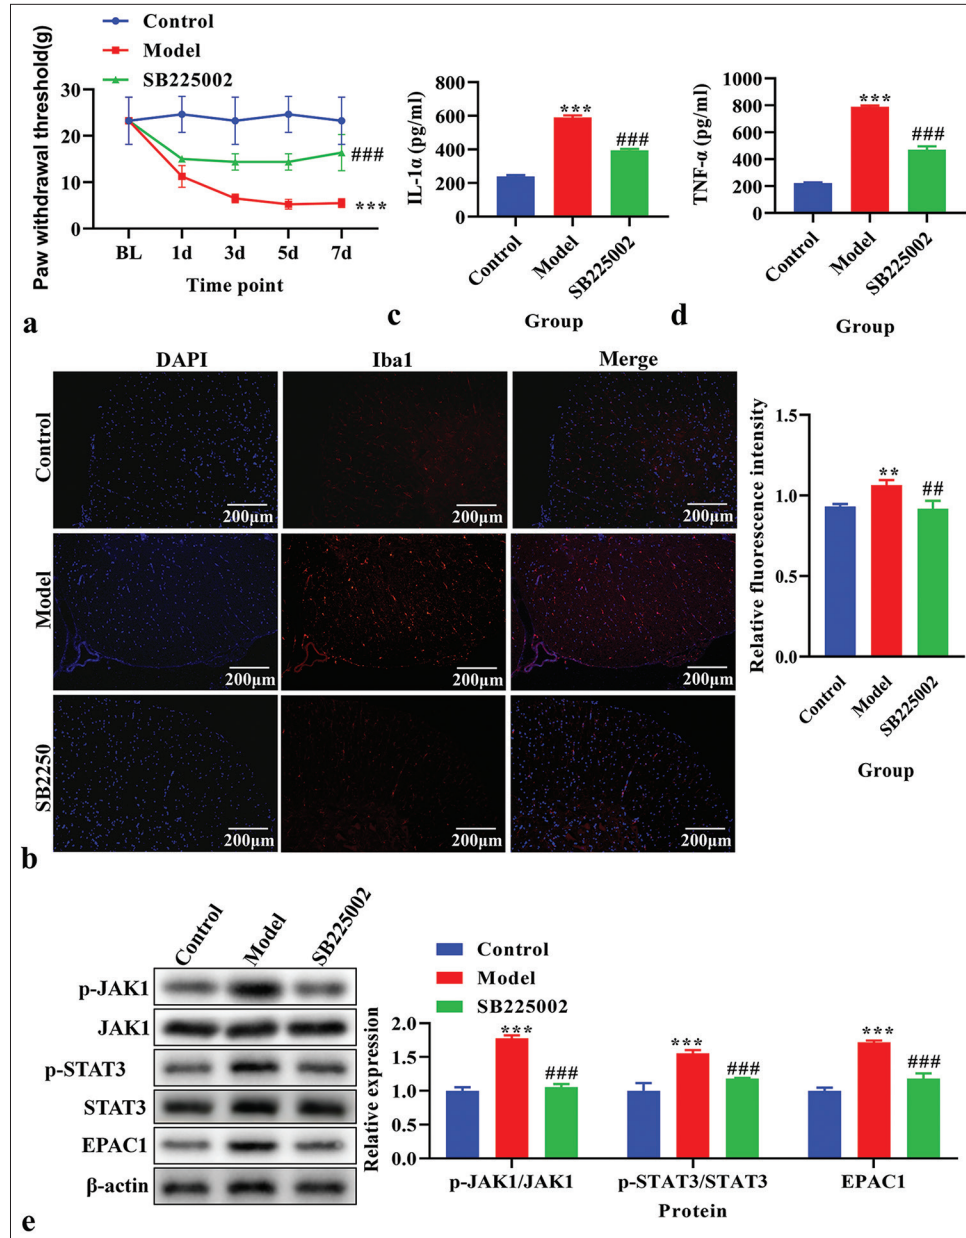 Control
Model
SB225002
Paw withdrawal threshold(g)
30
20
10
0
###
***
BL 1d 3d 5d 7d
Time point
a
IL-1α (pg/ml)
800
600
400
200
0
***
###
Control Model SB225002
Group
c
TNF-α (pg/ml)
1000
800
600
400
200
0
***
###
Control Model SB225002
Group
d
DAPI Iba1 Merge
Control
200μm 200μm 200μm
Model
200μm 200μm 200μm
SB2250
200μm 200μm 200μm
b
Relative fluorescence intensity
1.5
1.0
0.5
0.0
**
##
Control Model SB225002
Group
Control Model SB225002
p-JAK1
JAK1
p-STAT3
STAT3
EPAC1
β-actin
e
Control
Model
SB225002
Relative expression
2.0
1.5
1.0
0.5
0.0
*** ### *** ### *** ###
p-JAK1/JAK1 p-STAT3/STAT3 EPAC1
Protein